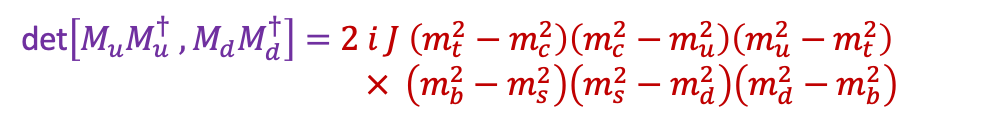 det[M_u M_u^† , M_d M_d^†] = 2 i J (m_t^2 − m_c^2)(m_c^2 − m_u^2)(m_u^2 − m_t^2)
× (m_b^2 − m_s^2)(m_s^2 − m_d^2)(m_d^2 − m_b^2)